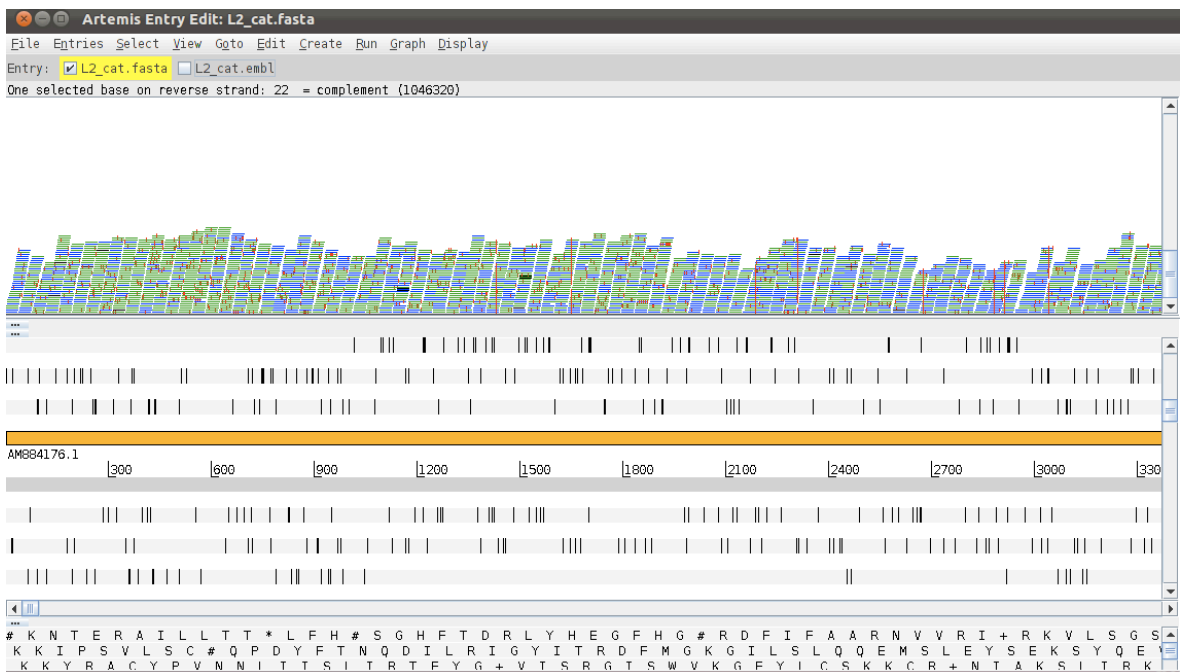 Artemis Entry Edit: L2_cat.fasta
File Entries Select View Goto Edit Create Run Graph Display
Entry: L2_cat.fasta L2_cat.embl
One selected base on reverse strand: 22 = complement (1046320)
AM884176.1
300 600 900 1200 1500 1800 2100 2400 2700 3000 330
# K N T E R A I L L T T * L F H # S G H F T D R L Y H E G F H G # R D F I F A A R N V V R I + R K V L S G S
K K I P S V L S C # Q P D Y F T N Q D I L R I G Y I T R D F M G K G I L S L Q Q E M S L E Y S E K S Y Q E
K K Y R A C Y P V N N L I I S L I R T F Y G + V I S R G I S W V K G F Y L C S K K C R + N I A K S L I K K